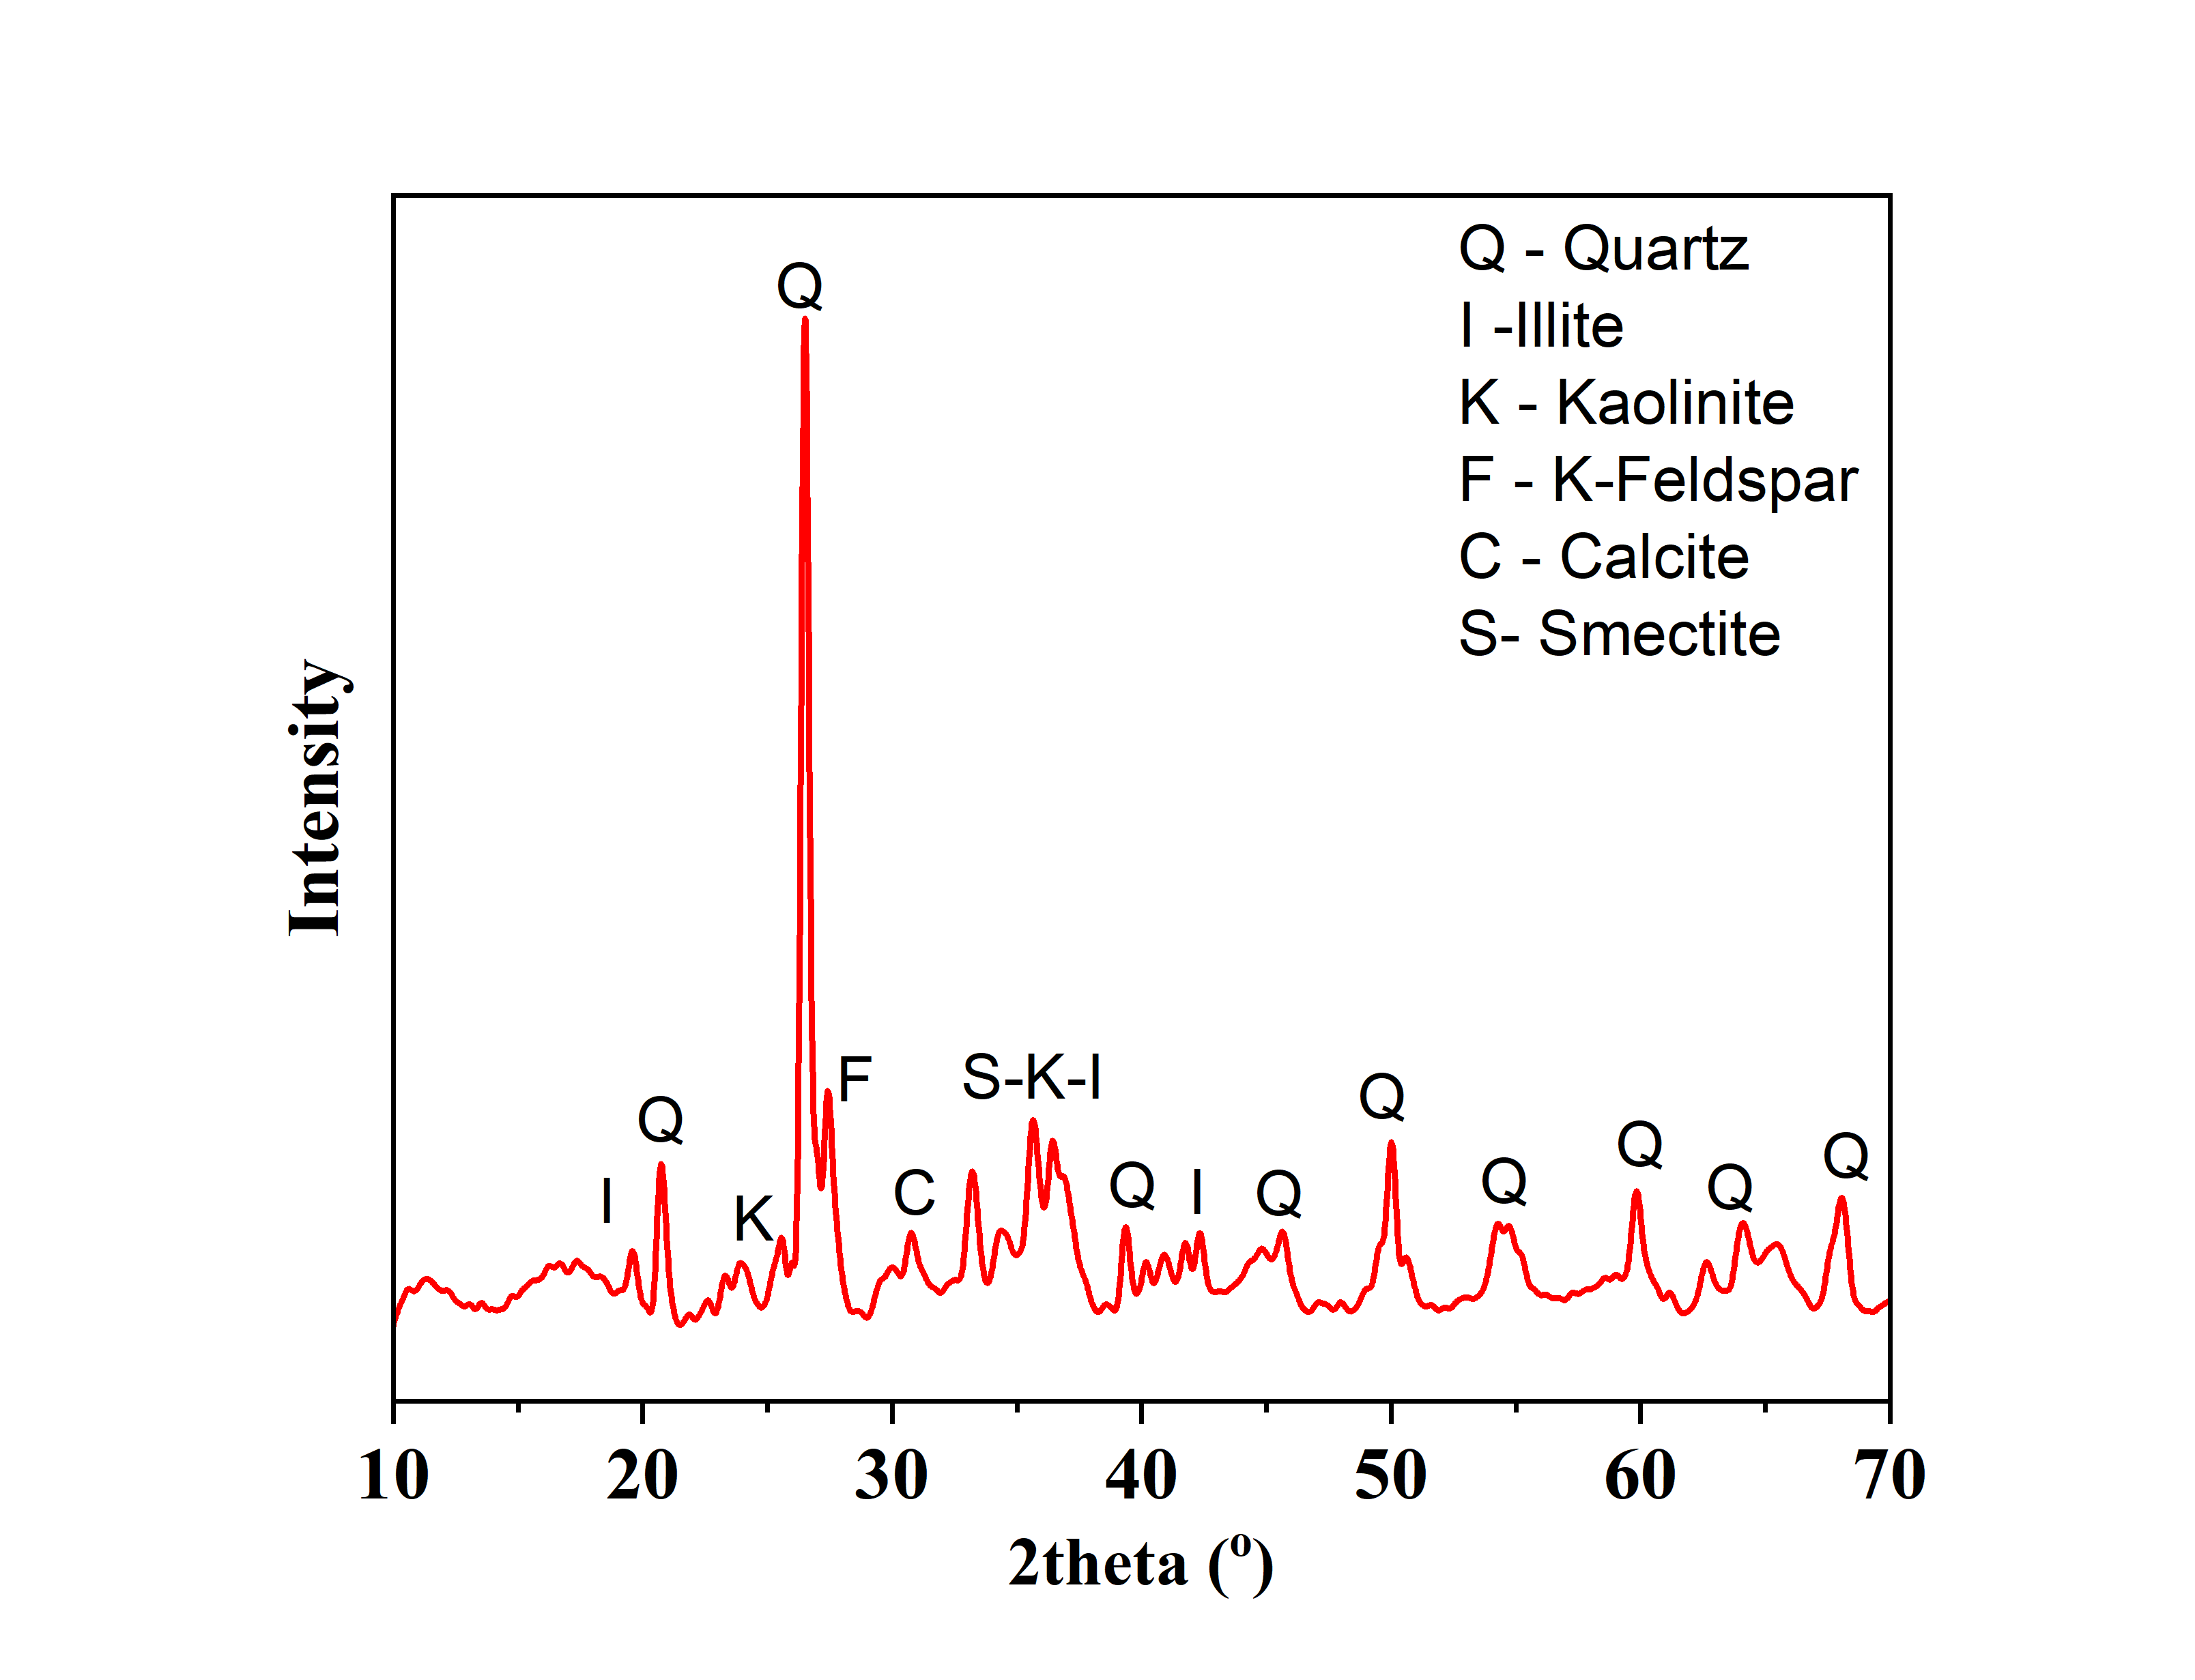 Q - Quartz
I -Illite
K - Kaolinite
F - K-Feldspar
C - Calcite
S- Smectite
Q
F
S-K-I
Q
Q
I
K
C
Q
I
Q
Q
Q
Q
Q
Intensity
10 20 30 40 50 60 70
2theta (º)